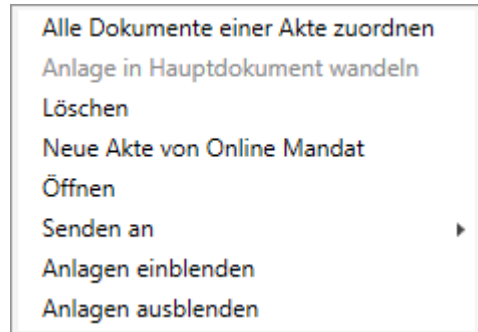 Alle Dokumente einer Akte zuordnen
Anlage in Hauptdokument wandeln
Löschen
Neue Akte von Online Mandat
Öffnen
Senden an
Anlagen einblenden
Anlagen ausblenden